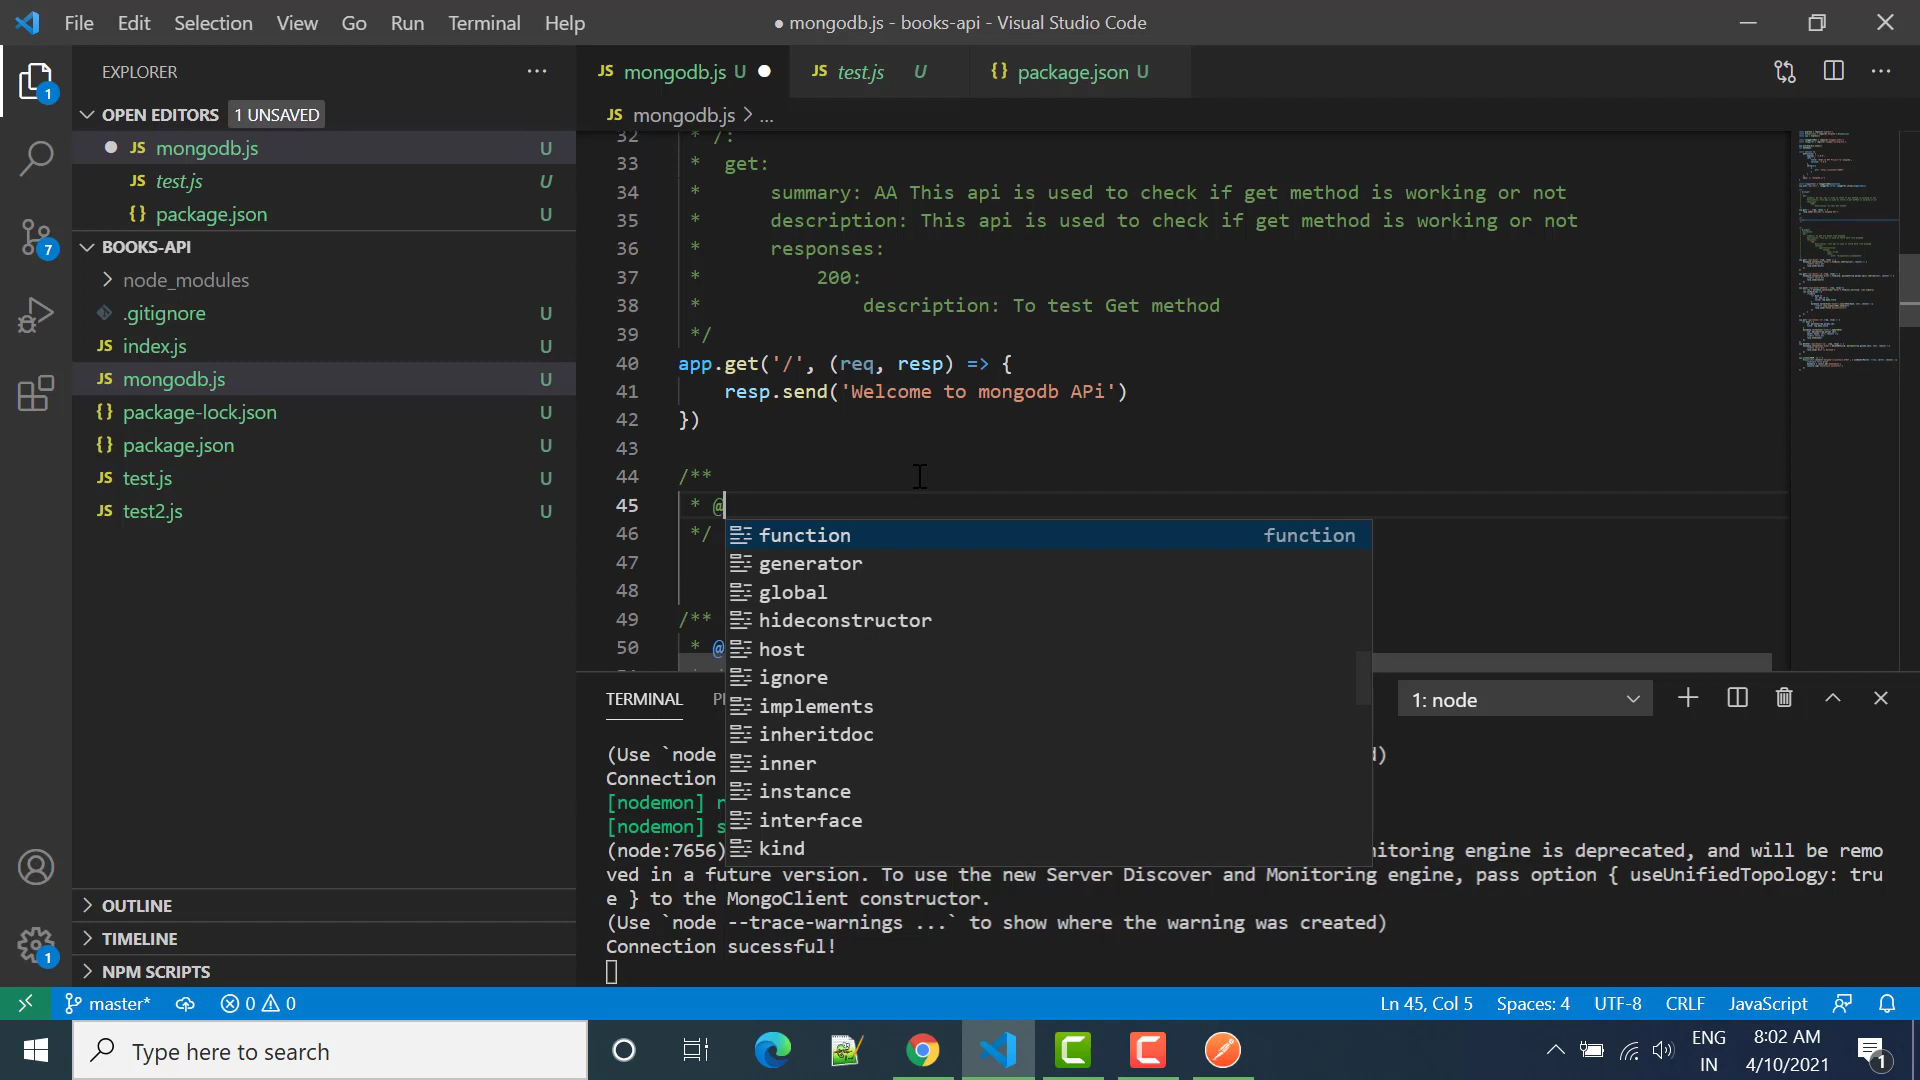 File Edit Selection View Go Run Terminal Help
● mongodb.js - books-api - Visual Studio Code
EXPLORER
OPEN EDITORS 1 UNSAVED
JS mongodb.js U
JS test.js U
{} package.json U
BOOKS-API
node_modules
.gitignore U
JS index.js U
JS mongodb.js U
{} package-lock.json U
{} package.json U
JS test.js U
JS test2.js U
OUTLINE
TIMELINE
NPM SCRIPTS
1
7
1
JS mongodb.js U ● JS test.js U {} package.json U
JS mongodb.js > ...
32 * /:
33 * get:
34 * summary: AA This api is used to check if get method is working or not
35 * description: This api is used to check if get method is working or not
36 * responses:
37 * 200:
38 * description: To test Get method
39 */
40 app.get('/', (req, resp) => {
41 resp.send('Welcome to mongodb APi')
42 })
43
44 /**
45 * @
46 */
47
48
49 /**
50 * @
function function
generator
global
hideconstructor
host
ignore
implements
inheritdoc
inner
instance
interface
kind
TERMINAL
1: node
(Use `node
Connection
[nodemon]
[nodemon] s
(node:7656) itoring engine is deprecated, and will be remo
ved in a future version. To use the new Server Discover and Monitoring engine, pass option { useUnifiedTopology: tru
e } to the MongoClient constructor.
(Use `node --trace-warnings ...` to show where the warning was created)
Connection sucessful!
master* 0 0 Ln 45, Col 5 Spaces: 4 UTF-8 CRLF JavaScript
Type here to search
ENG
IN
8:02 AM
4/10/2021
1